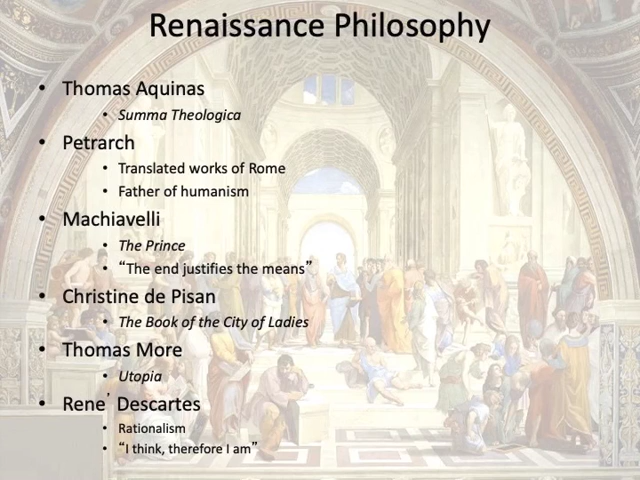 Renaissance Philosophy
• Thomas Aquinas
• Summa Theologica
• Petrarch
• Translated works of Rome
• Father of humanism
• Machiavelli
• The Prince
• “The end justifies the means”
• Christine de Pisan
• The Book of the City of Ladies
• Thomas More
• Utopia
• Rene’ Descartes
• Rationalism
• “I think, therefore I am”